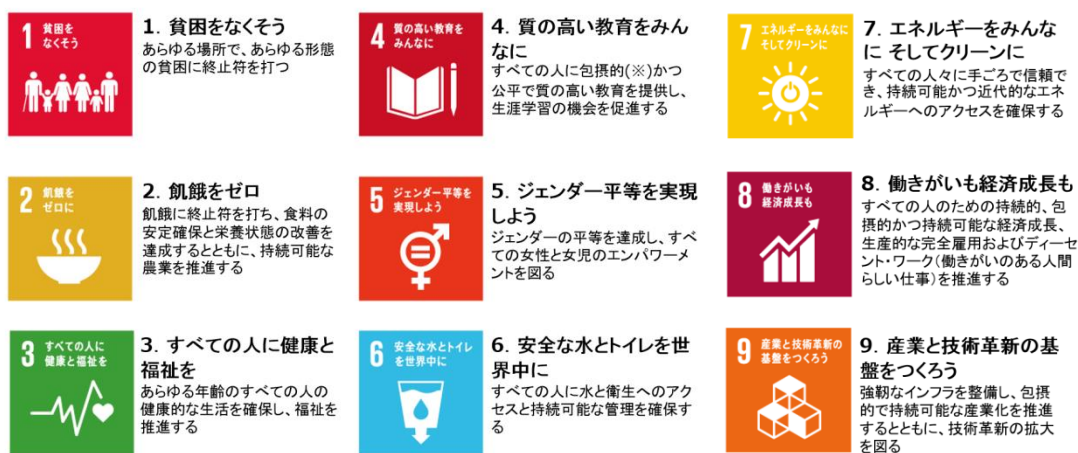 1 貧困を
なくそう
1. 貧困をなくそう
あらゆる場所で、あらゆる形態
の貧困に終止符を打つ
2 飢餓を
ゼロに
2. 飢餓をゼロ
飢餓に終止符を打ち、食料の
安定確保と栄養状態の改善を
達成するとともに、持続可能な
農業を推進する
3 すべての人に
健康と福祉を
3. すべての人に健康と
福祉を
あらゆる年齢のすべての人の
健康的な生活を確保し、福祉を
推進する
4 質の高い教育を
みんなに
4. 質の高い教育をみん
なに
すべての人に包摂的(※)かつ
公平で質の高い教育を提供し、
生涯学習の機会を促進する
5 ジェンダー平等を
実現しよう
5. ジェンダー平等を実現
しよう
ジェンダーの平等を達成し、すべ
ての女性と女児のエンパワーメ
ントを図る
6 安全な水とトイレ
を世界中に
6. 安全な水とトイレを世
界中に
すべての人に水と衛生へのアク
セスと持続可能な管理を確保す
る
7 エネルギーをみんなに
そしてクリーンに
7. エネルギーをみんな
に そしてクリーンに
すべての人々に手ごろで信頼で
き、持続可能かつ近代的なエネ
ルギーへのアクセスを確保する
8 働きがいも
経済成長も
8. 働きがいも経済成長も
すべての人のための持続的、包
摂的かつ持続可能な経済成長、
生産的な完全雇用およびディーセ
ント・ワーク(働きがいのある人間
らしい仕事)を推進する
9 産業と技術革新の
基盤をつくろう
9. 産業と技術革新の基
盤をつくろう
強靭なインフラを整備し、包摂
的で持続可能な産業化を推進
するとともに、技術革新の拡大
を図る